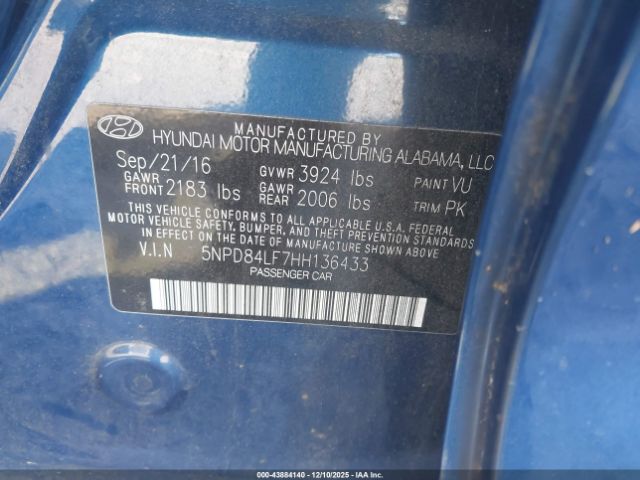 MANUFACTURED BY
HYUNDAI MOTOR MANUFACTURING ALABAMA, LLC
Sep/21/16 GVWR 3924 lbs PAINT VU
GAWR FRONT 2183 lbs GAWR REAR 2006 lbs TRIM PK
THIS VEHICLE CONFORMS TO ALL APPLICABLE U.S.A. FEDERAL
MOTOR VEHICLE SAFETY, BUMPER, AND THEFT PREVENTION STANDARDS
IN EFFECT ON THE DATE OF MANUFACTURE SHOWN ABOVE.
V.I.N 5NPD84LF7HH136433
PASSENGER CAR
000-43884140 - 12/10/2025 - IAAI.COM